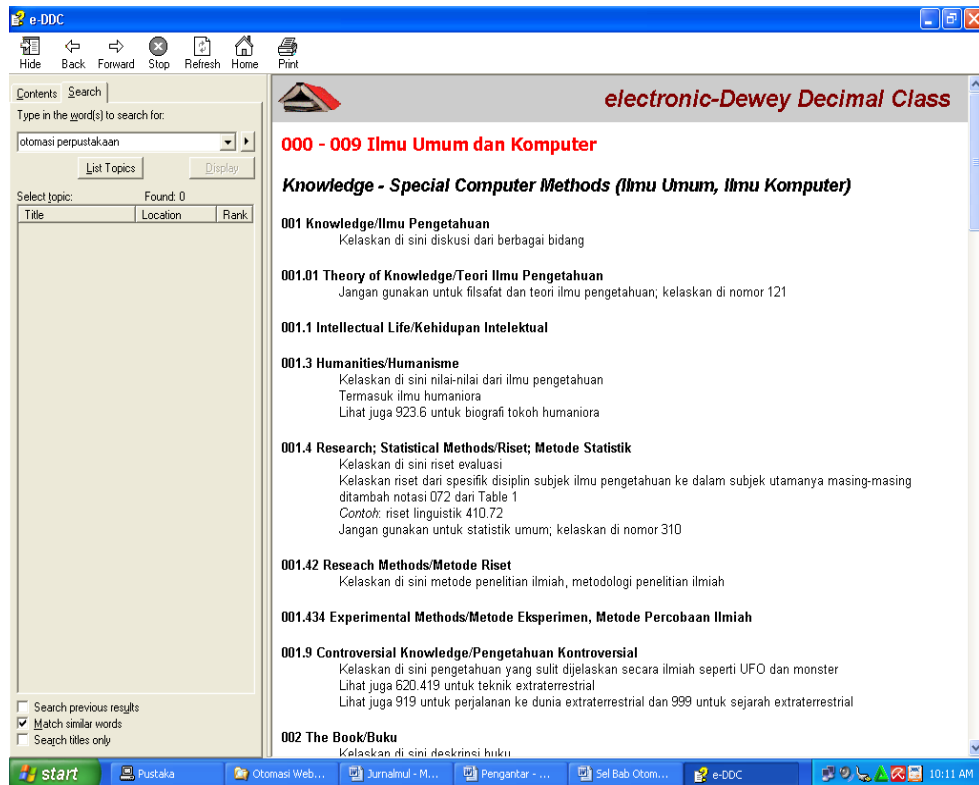 e-DDC
Hide Back Forward Stop Refresh Home Print
Contents Search
Type in the word(s) to search for:
otomasi perpustakaan
List Topics Display
Select topic: Found: 0
Title Location Rank
Search previous results
Match similar words
Search titles only
electronic-Dewey Decimal Class
000 - 009 Ilmu Umum dan Komputer
Knowledge - Special Computer Methods (Ilmu Umum, Ilmu Komputer)
001 Knowledge/Ilmu Pengetahuan
Kelaskan di sini diskusi dari berbagai bidang
001.01 Theory of Knowledge/Teori Ilmu Pengetahuan
Jangan gunakan untuk filsafat dan teori ilmu pengetahuan; kelaskan di nomor 121
001.1 Intellectual Life/Kehidupan Intelektual
001.3 Humanities/Humanisme
Kelaskan di sini nilai-nilai dari ilmu pengetahuan
Termasuk ilmu humaniora
Lihat juga 923.6 untuk biografi tokoh humaniora
001.4 Research; Statistical Methods/Riset; Metode Statistik
Kelaskan di sini riset evaluasi
Kelaskan riset dari spesifik disiplin subjek ilmu pengetahuan ke dalam subjek utamanya masing-masing
ditambah notasi 072 dari Table 1
Contoh: riset linguistik 410.72
Jangan gunakan untuk statistik umum; kelaskan di nomor 310
001.42 Reseach Methods/Metode Riset
Kelaskan di sini metode penelitian ilmiah, metodologi penelitian ilmiah
001.434 Experimental Methods/Metode Eksperimen, Metode Percobaan Ilmiah
001.9 Controversial Knowledge/Pengetahuan Kontroversial
Kelaskan di sini pengetahuan yang sulit dijelaskan secara ilmiah seperti UFO dan monster
Lihat juga 620.419 untuk teknik extraterrestrial
Lihat juga 919 untuk perjalanan ke dunia extraterrestrial dan 999 untuk sejarah extraterrestrial
002 The Book/Buku
Kelaskan di sini deskripsi buku
start Pustaka Otomasi Web... Jurnalmul - M... Pengantar - ... Sel Bab Otom... e-DDC 10:11 AM